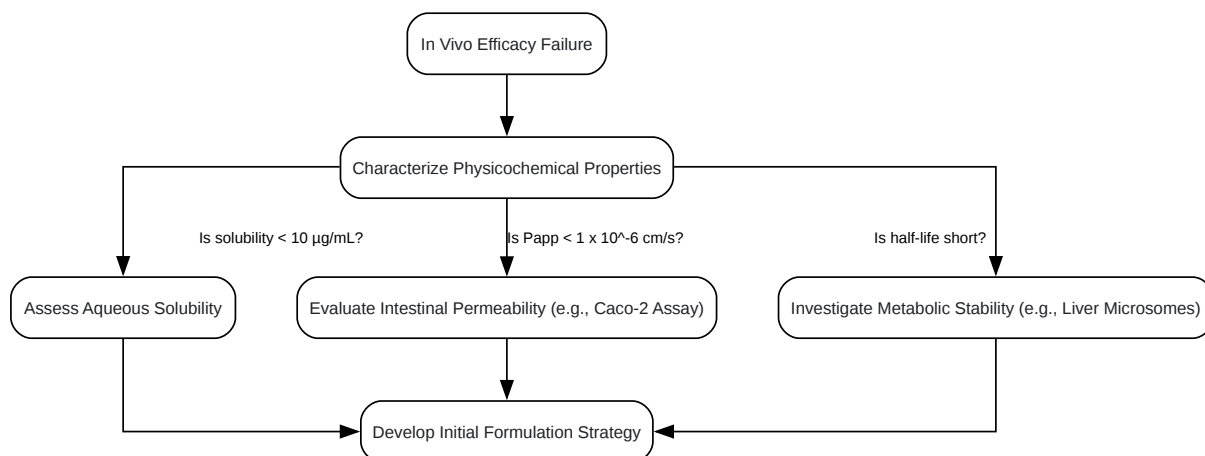 In Vivo Efficacy Failure
Characterize Physicochemical Properties
Is solubility < 10 µg/mL?
Is Papp < 1 x 10^-6 cm/s?
Is half-life short?
Assess Aqueous Solubility
Evaluate Intestinal Permeability (e.g., Caco-2 Assay)
Investigate Metabolic Stability (e.g., Liver Microsomes)
Develop Initial Formulation Strategy